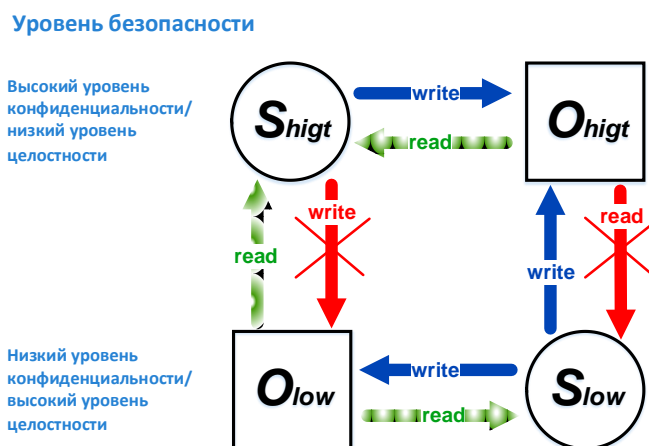 Уровень безопасности
Высокий уровень
конфиденциальности/
низкий уровень
целостности
Shigt
write
Ohigt
read
write
read
read
write
Низкий уровень
конфиденциальности/
высокий уровень
целостности
Olow
write
Slow
read